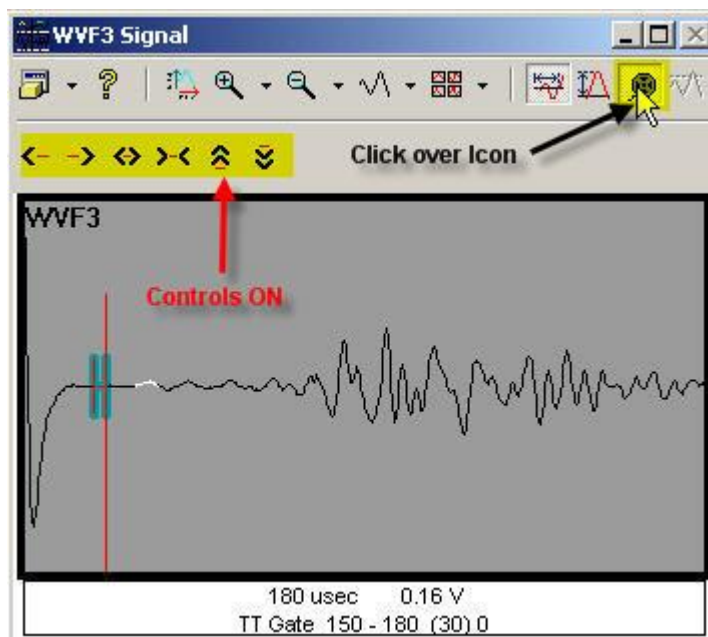 WVF3 Signal
Click over Icon
WVF3
Controls ON
180 usec 0.16 V
TT Gate 150 - 180 (30) 0